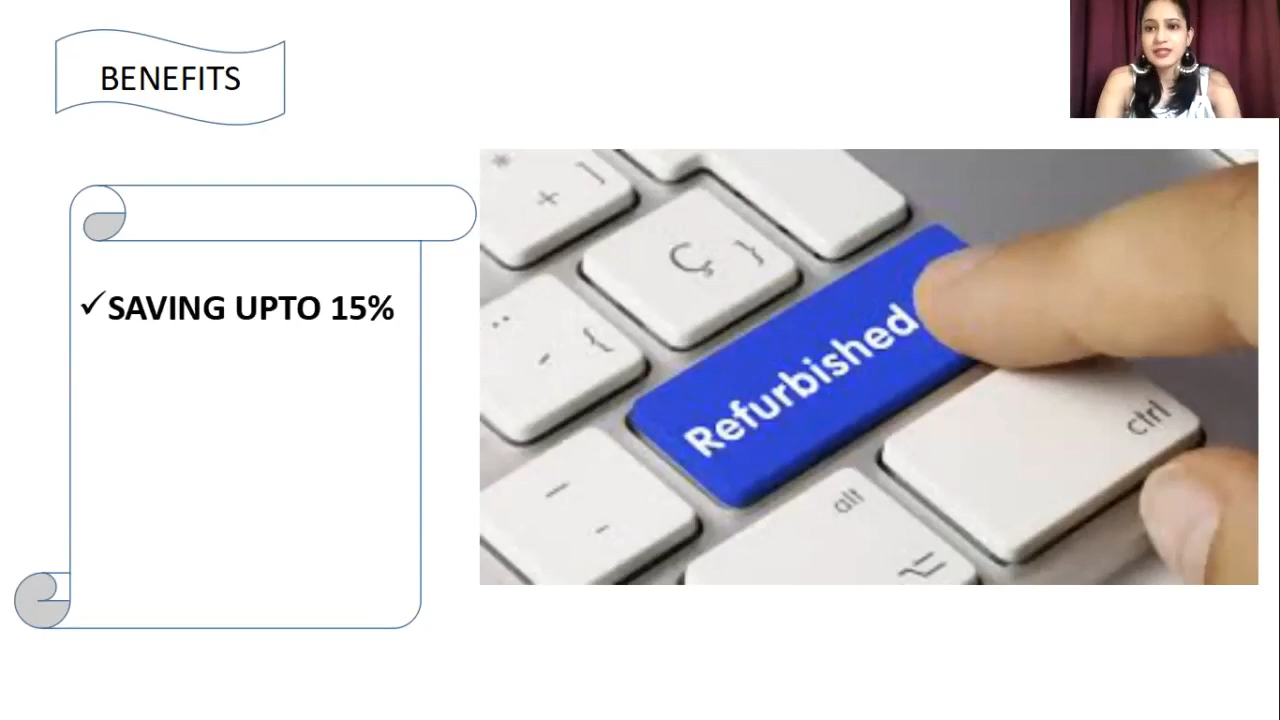 BENEFITS
✓SAVING UPTO 15%
* + ]
Ç }
¨ - {
Refurbished
ctrl
alt